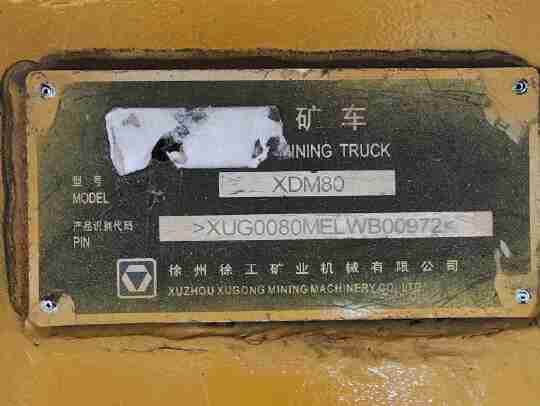 矿车
MINING TRUCK
型号
MODEL XDM80
产品识别代码
PIN >XUG0080MELWB00972<
徐州徐工矿业机械有限公司
XUZHOU XUGONG MINING MACHINERY CO., LTD